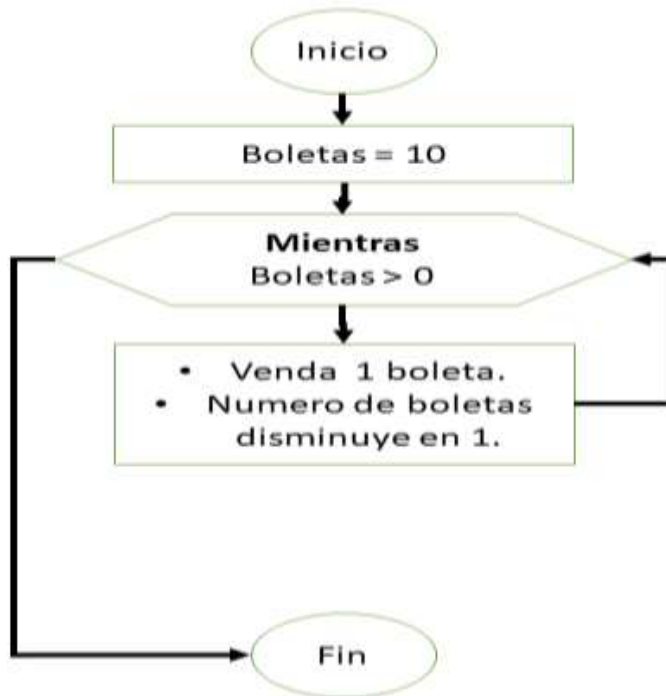 Inicio
Boletas = 10
Mientras
Boletas > 0
• Venda 1 boleta.
• Numero de boletas
disminuye en 1.
Fin